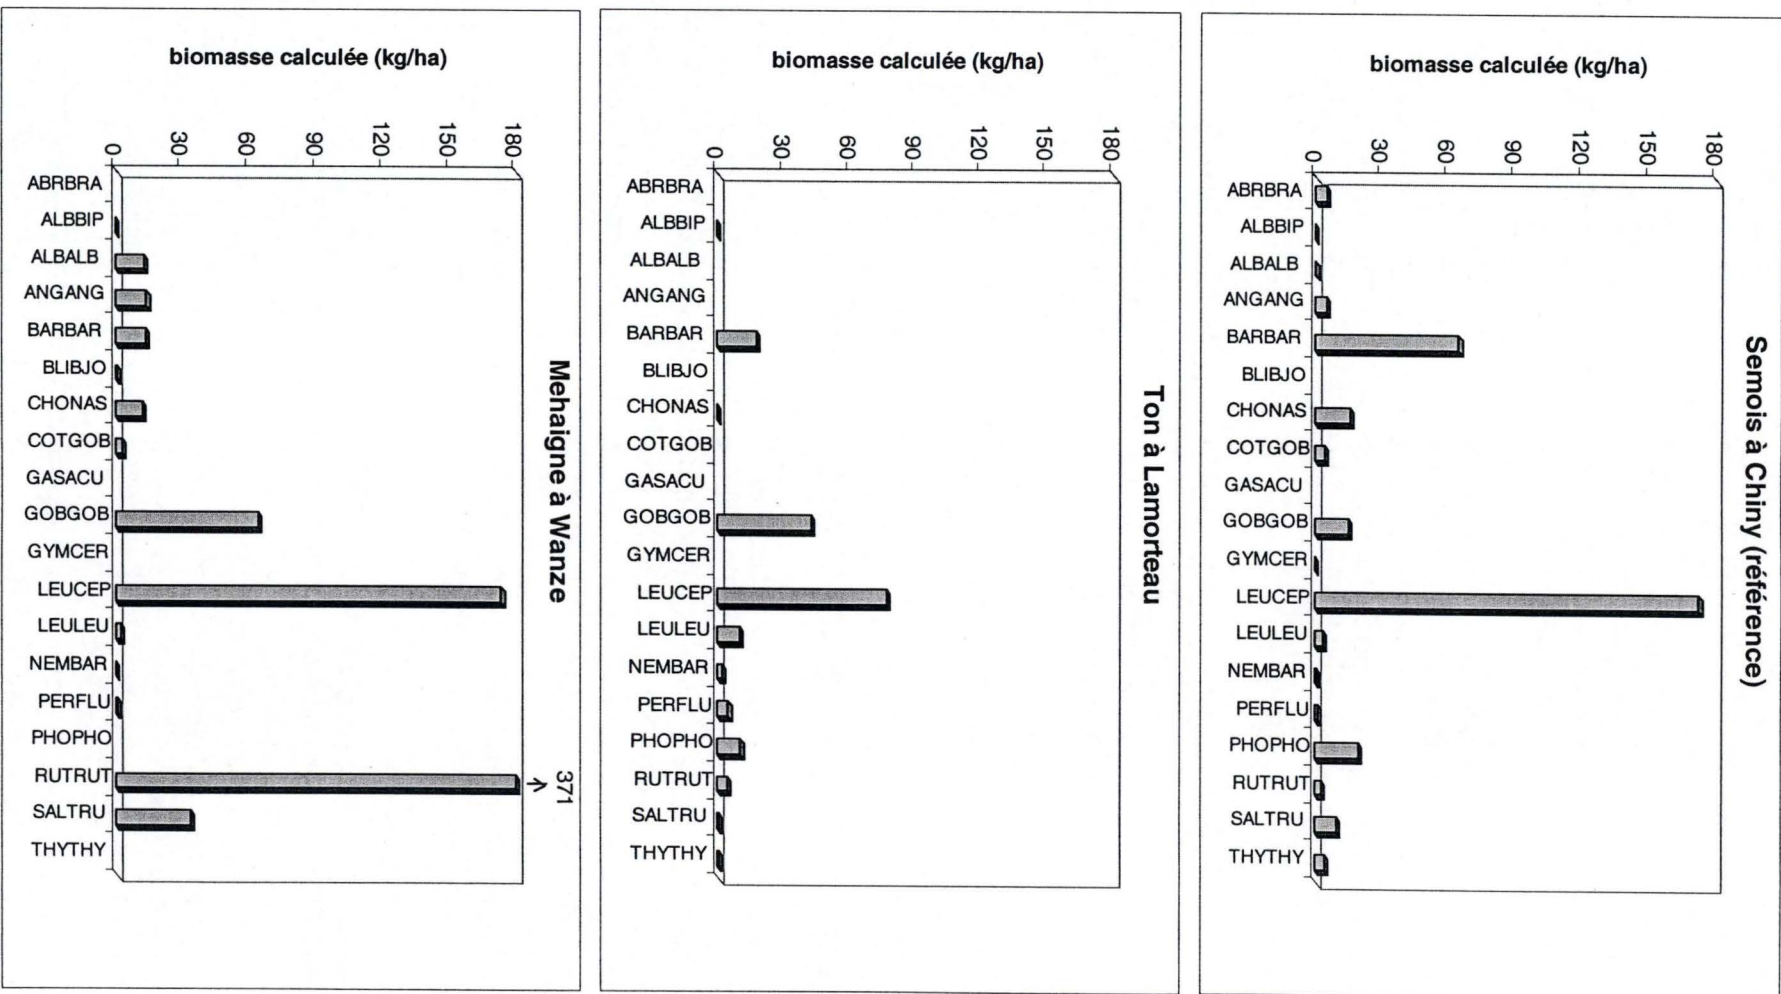 Semois à Chiny (référence)
biomasse calculée (kg/ha)
180
150
120
90
60
30
0
ABRBRA
ALBBIP
ALBALB
ANGANG
BARBAR
BLIBJO
CHONAS
COTGOB
GASACU
GOBGOB
GYMCER
LEUCEP
LEULEU
NEMBAR
PERFLU
PHOPHO
RUTRUT
SALTRU
THYTHY
Ton à Lamorteau
biomasse calculée (kg/ha)
180
150
120
90
60
30
0
ABRBRA
ALBBIP
ALBALB
ANGANG
BARBAR
BLIBJO
CHONAS
COTGOB
GASACU
GOBGOB
GYMCER
LEUCEP
LEULEU
NEMBAR
PERFLU
PHOPHO
RUTRUT
SALTRU
THYTHY
Mehaigne à Wanze
371
biomasse calculée (kg/ha)
180
150
120
90
60
30
0
ABRBRA
ALBBIP
ALBALB
ANGANG
BARBAR
BLIBJO
CHONAS
COTGOB
GASACU
GOBGOB
GYMCER
LEUCEP
LEULEU
NEMBAR
PERFLU
PHOPHO
RUTRUT
SALTRU
THYTHY